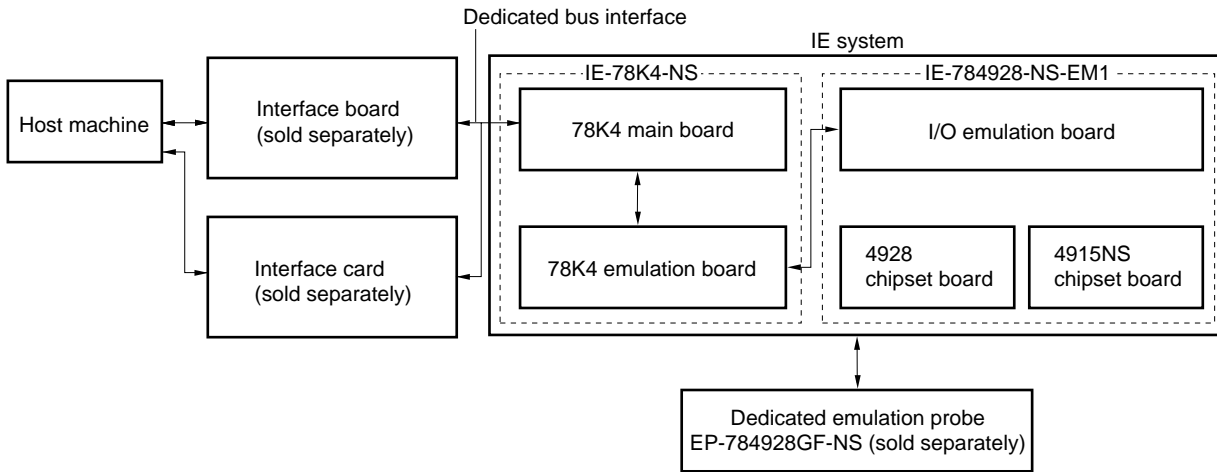 Dedicated bus interface
IE system
IE-78K4-NS
IE-784928-NS-EM1
Host machine
Interface board
(sold separately)
78K4 main board
I/O emulation board
Interface card
(sold separately)
78K4 emulation board
4928
chipset board
4915NS
chipset board
Dedicated emulation probe
EP-784928GF-NS (sold separately)